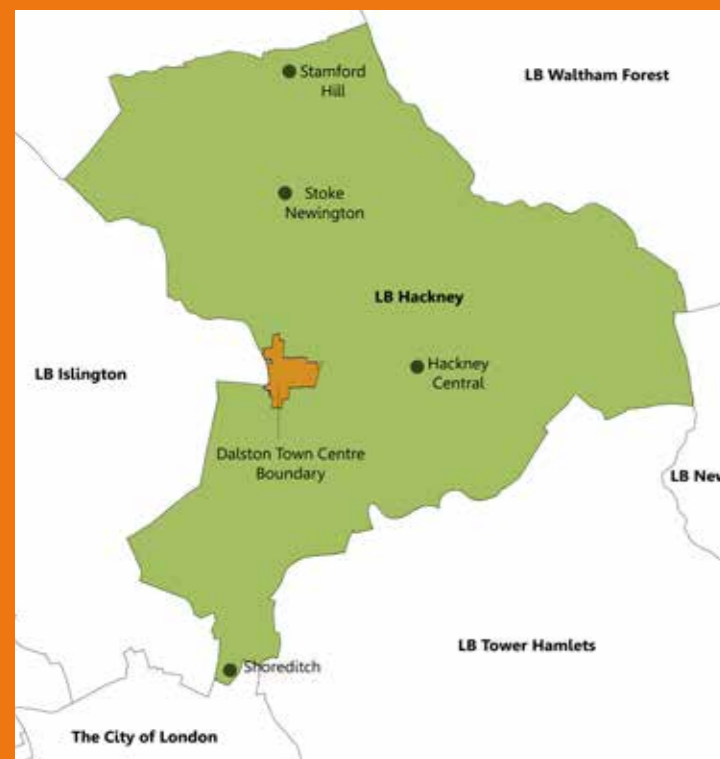 Stamford
Hill
LB Waltham Forest
Stoke
Newington
LB Hackney
LB Islington
Hackney
Central
Dalston Town Centre
Boundary
LB New
LB Tower Hamlets
Shoreditch
The City of London